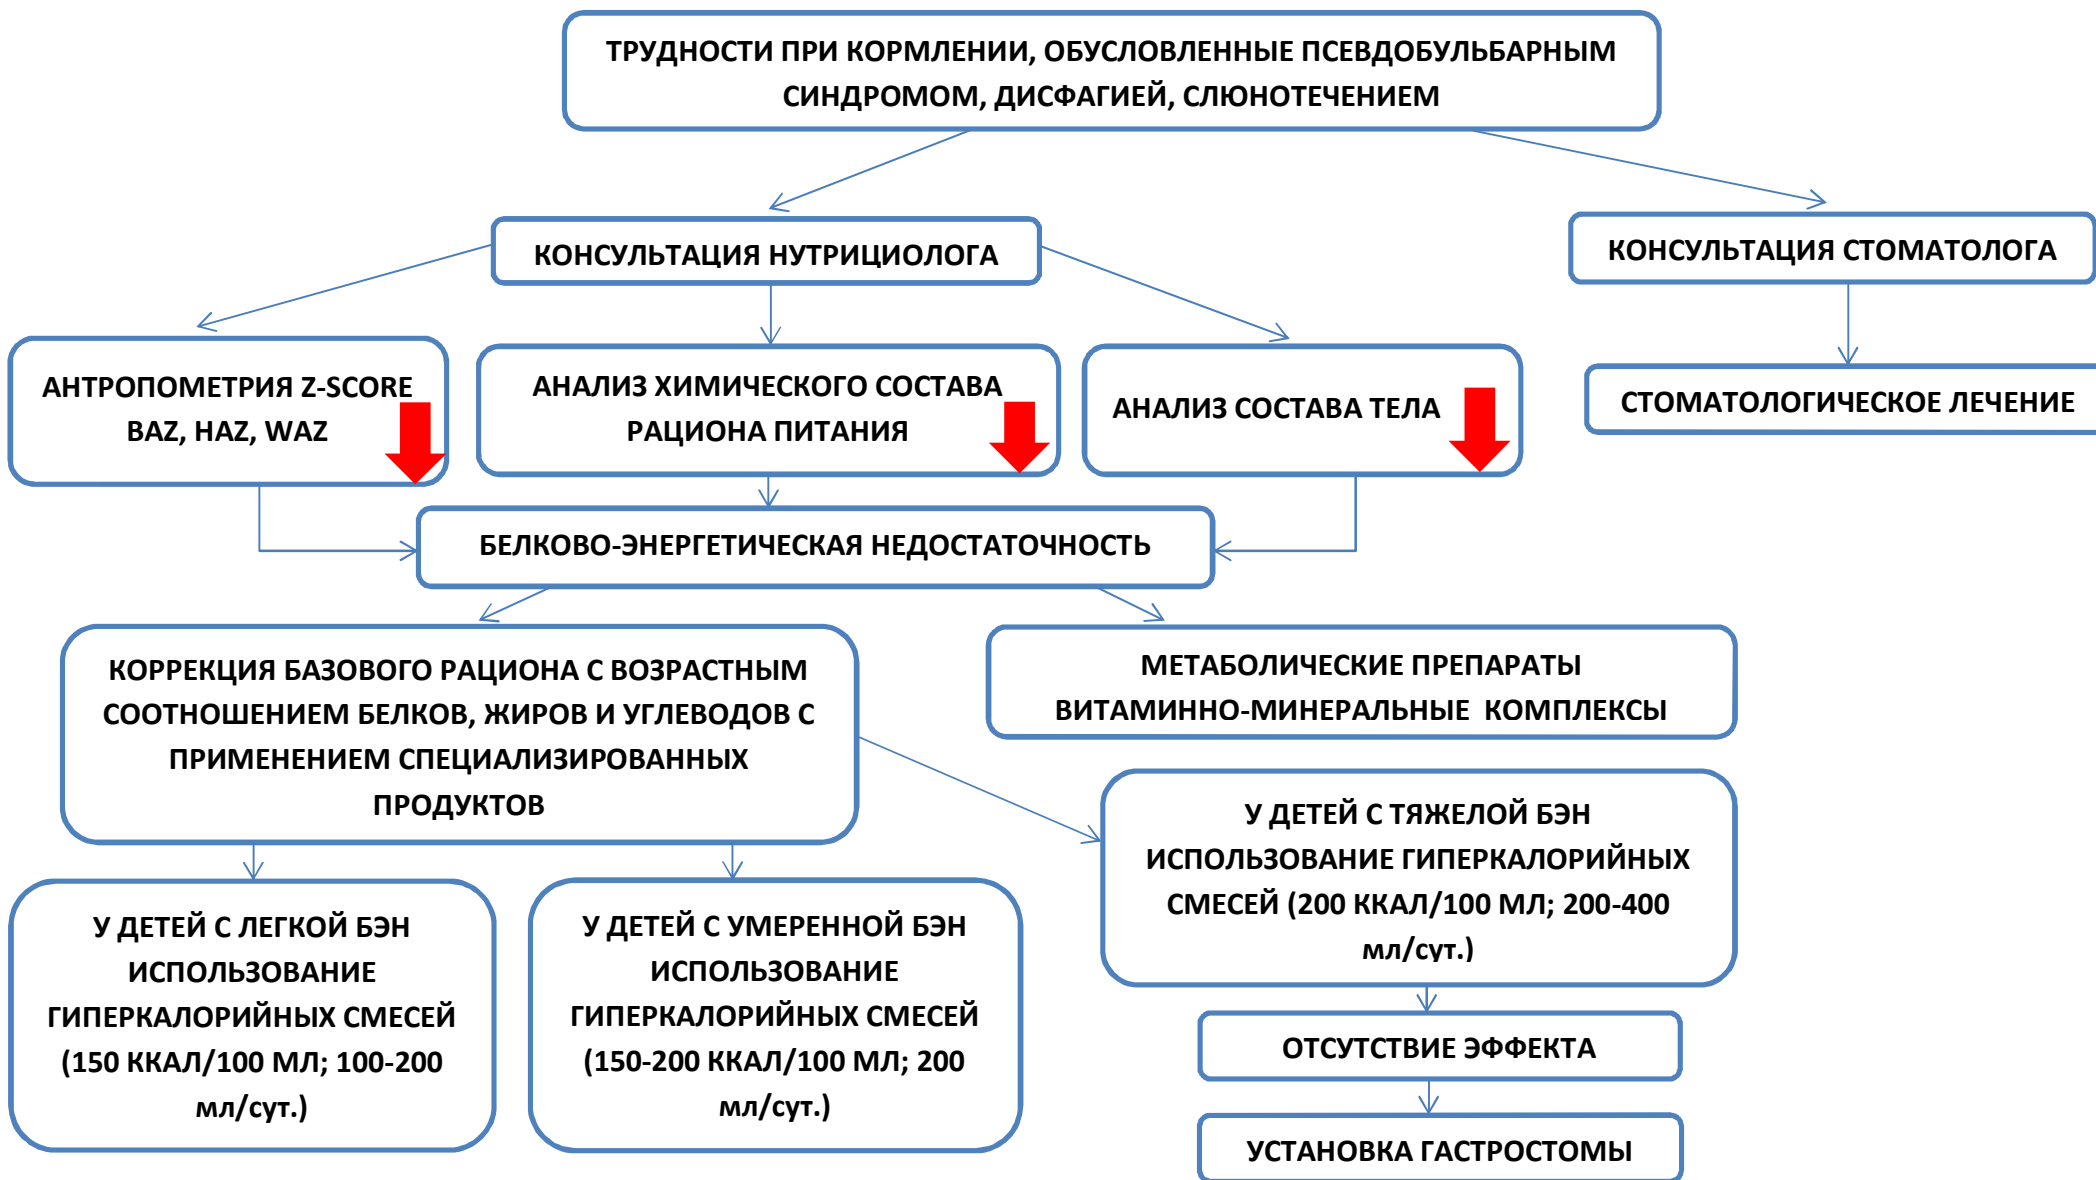 ТРУДНОСТИ ПРИ КОРМЛЕНИИ, ОБУСЛОВЛЕННЫЕ ПСЕВДОБУЛЬБАРНЫМ
СИНДРОМОМ, ДИСФАГИЕЙ, СЛЮНОТЕЧЕНИЕМ
КОНСУЛЬТАЦИЯ НУТРИЦИОЛОГА
КОНСУЛЬТАЦИЯ СТОМАТОЛОГА
АНТРОПОМЕТРИЯ Z-SCORE
BAZ, HAZ, WAZ
АНАЛИЗ ХИМИЧЕСКОГО СОСТАВА
РАЦИОНА ПИТАНИЯ
АНАЛИЗ СОСТАВА ТЕЛА
СТОМАТОЛОГИЧЕСКОЕ ЛЕЧЕНИЕ
БЕЛКОВО-ЭНЕРГЕТИЧЕСКАЯ НЕДОСТАТОЧНОСТЬ
КОРРЕКЦИЯ БАЗОВОГО РАЦИОНА С ВОЗРАСТНЫМ
СООТНОШЕНИЕМ БЕЛКОВ, ЖИРОВ И УГЛЕВОДОВ С
ПРИМЕНЕНИЕМ СПЕЦИАЛИЗИРОВАННЫХ
ПРОДУКТОВ
МЕТАБОЛИЧЕСКИЕ ПРЕПАРАТЫ
ВИТАМИННО-МИНЕРАЛЬНЫЕ КОМПЛЕКСЫ
У ДЕТЕЙ С ЛЕГКОЙ БЭН
ИСПОЛЬЗОВАНИЕ
ГИПЕРКАЛОРИЙНЫХ СМЕСЕЙ
(150 ККАЛ/100 МЛ; 100-200
мл/сут.)
У ДЕТЕЙ С УМЕРЕННОЙ БЭН
ИСПОЛЬЗОВАНИЕ
ГИПЕРКАЛОРИЙНЫХ СМЕСЕЙ
(150-200 ККАЛ/100 МЛ; 200
мл/сут.)
У ДЕТЕЙ С ТЯЖЕЛОЙ БЭН
ИСПОЛЬЗОВАНИЕ ГИПЕРКАЛОРИЙНЫХ
СМЕСЕЙ (200 ККАЛ/100 МЛ; 200-400
мл/сут.)
ОТСУТСТВИЕ ЭФФЕКТА
УСТАНОВКА ГАСТРОСТОМЫ